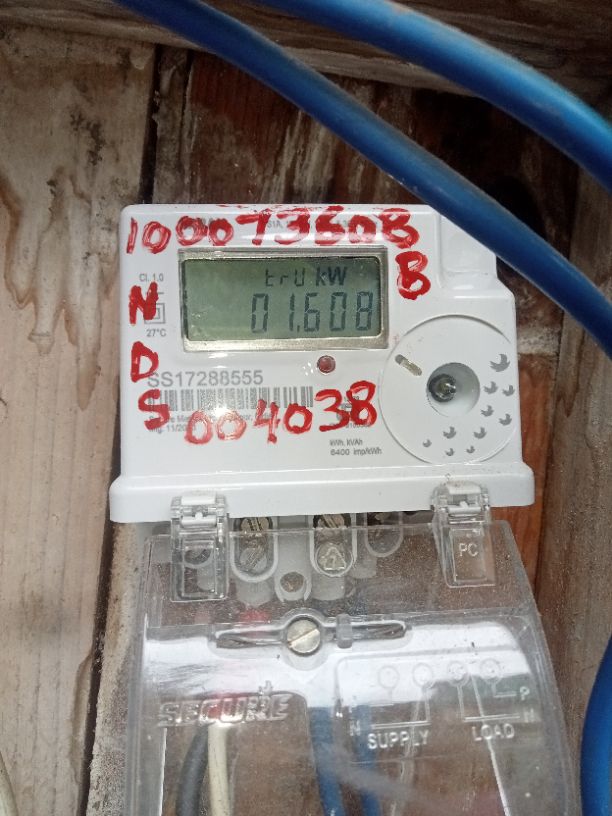 10007360B
B
Cl. 1.0
27°C
N
D
S
trU kW
01.608
SS17288555
004038
kWh, kVAh
6400 imp/kWh
PC
SECURE
SUPPLY
LOAD
N
P
N